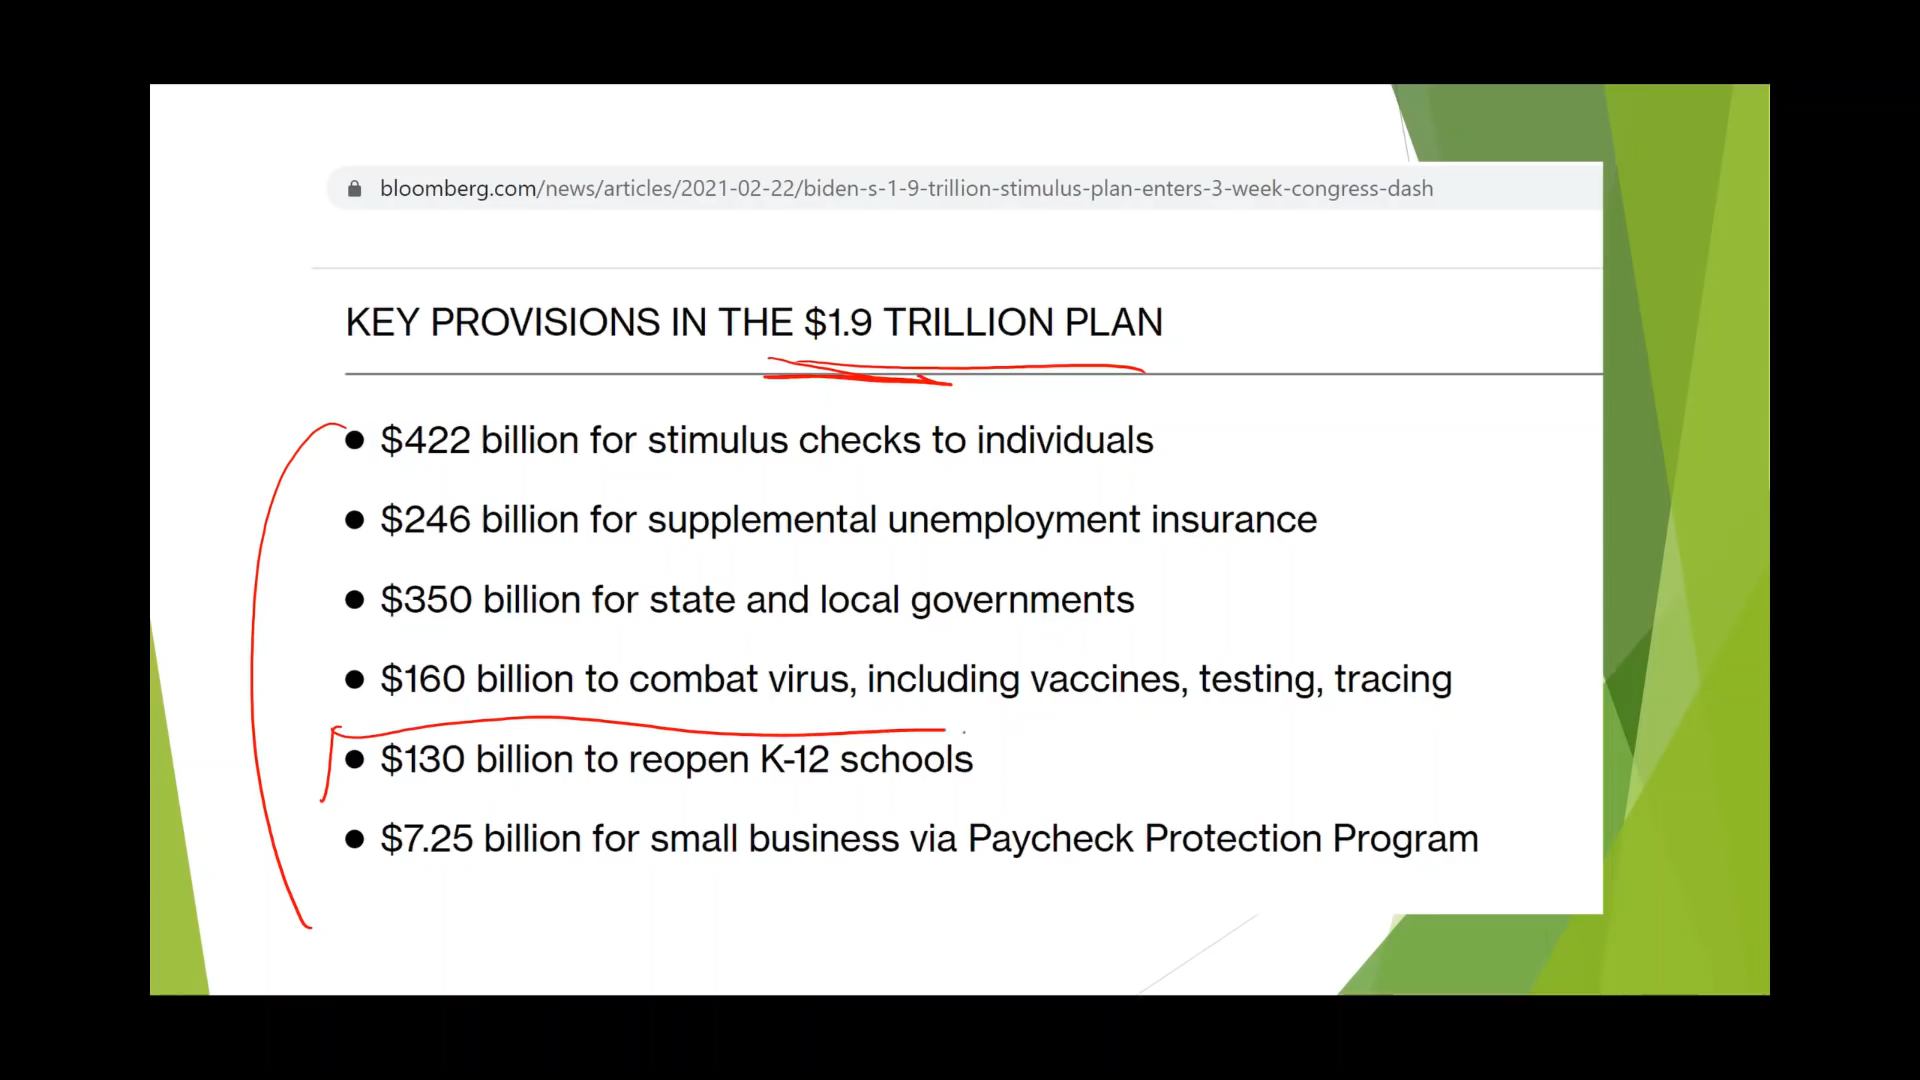 bloomberg.com/news/articles/2021-02-22/biden-s-1-9-trillion-stimulus-plan-enters-3-week-congress-dash
KEY PROVISIONS IN THE $1.9 TRILLION PLAN
● $422 billion for stimulus checks to individuals
● $246 billion for supplemental unemployment insurance
● $350 billion for state and local governments
● $160 billion to combat virus, including vaccines, testing, tracing
● $130 billion to reopen K-12 schools
● $7.25 billion for small business via Paycheck Protection Program